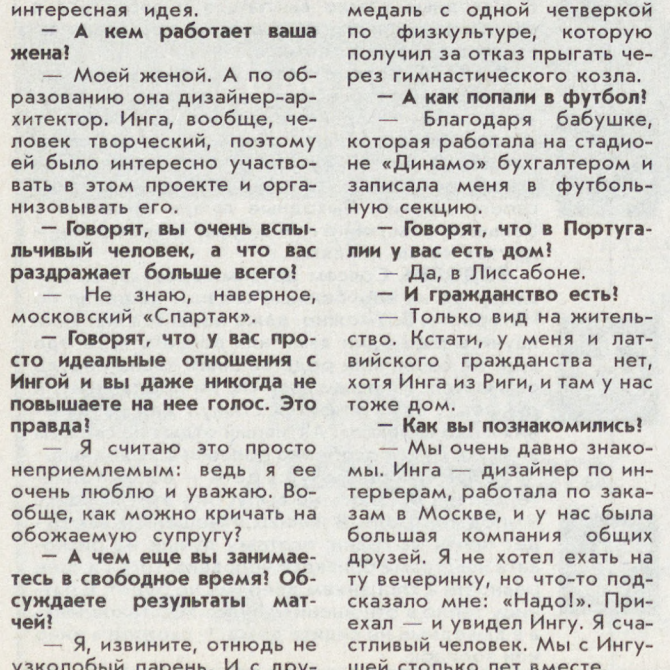 интересная идея.
— А кем работает ваша
жена?
— Моей женой. А по об-
разованию она дизайнер-ар-
хитектор. Инга, вообще, че-
ловек творческий, поэтому
ей было интересно участво-
вать в этом проекте и орга-
низовывать его.
— Говорят, вы очень вспы-
льчивый человек, а что вас
раздражает больше всего?
— Не знаю, наверное,
московский «Спартак».
— Говорят, что у вас про-
сто идеальные отношения с
Ингой и вы даже никогда не
повышаете на нее голос. Это
правда?
— Я считаю это просто
неприемлемым: ведь я ее
очень люблю и уважаю. Во-
обще, как можно кричать на
обожаемую супругу?
— А чем еще вы занимае-
тесь в свободное время? Об-
суждаете результаты мат-
чей?
— Я, извините, отнюдь не
узколобый парень. И с дру-
медаль с одной четверкой
по физкультуре, которую
получил за отказ прыгать че-
рез гимнастического козла.
— А как попали в футбол?
— Благодаря бабушке,
которая работала на стадио-
не «Динамо» бухгалтером и
записала меня в футболь-
ную секцию.
— Говорят, что в Португа-
лии у вас есть дом?
— Да, в Лиссабоне.
— И гражданство есть?
— Только вид на житель-
ство. Кстати, у меня и лат-
вийского гражданства нет,
хотя Инга из Риги, и там у нас
тоже дом.
— Как вы познакомились?
— Мы очень давно знако-
мы. Инга — дизайнер по ин-
терьерам, работала по зака-
зам в Москве, и у нас была
большая компания общих
друзей. Я не хотел ехать на
ту вечеринку, но что-то под-
сказало мне: «Надо!». При-
ехал — и увидел Ингу. Я сча-
стливый человек. Мы с Ингу-
шей столько лет вместе